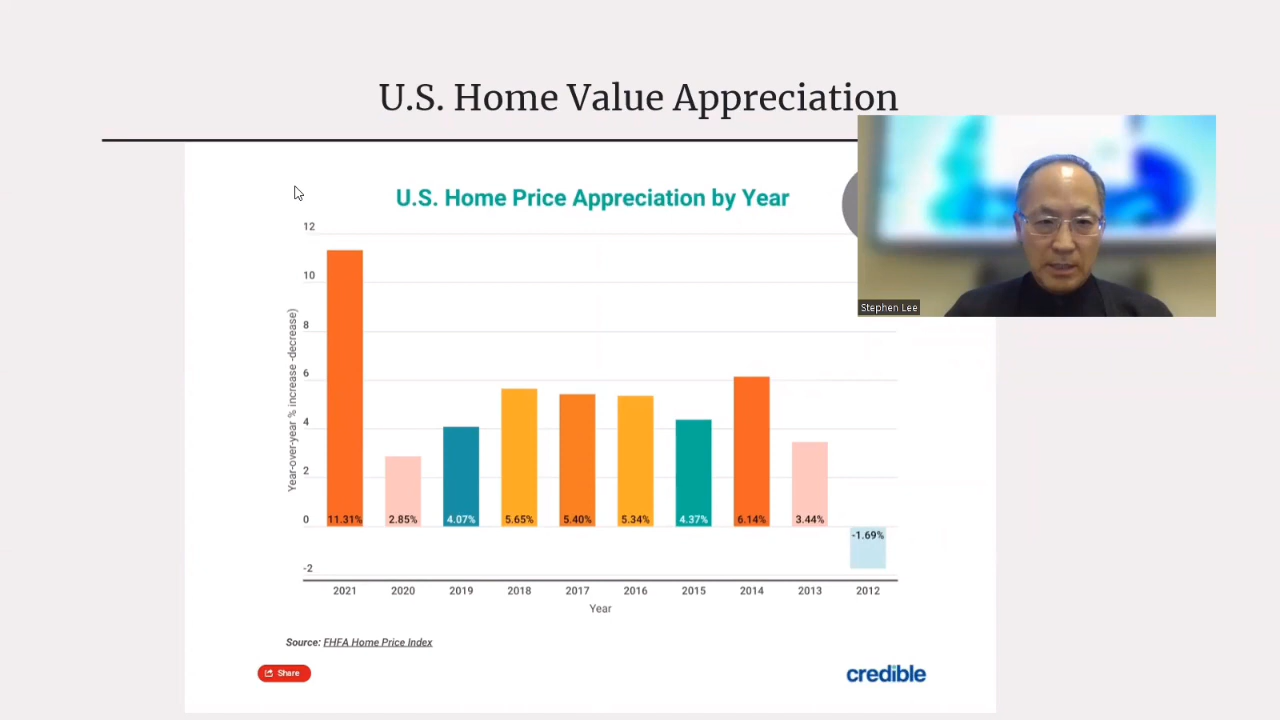 U.S. Home Value Appreciation
U.S. Home Price Appreciation by Year
Stephen Lee
Year-over-year % increase -decrease)
12
10
8
6
4
2
0
-2
11.31% 2.85% 4.07% 5.65% 5.40% 5.34% 4.37% 6.14% 3.44% -1.69%
2021 2020 2019 2018 2017 2016 2015 2014 2013 2012
Year
Source: FHFA Home Price Index
Share
credible